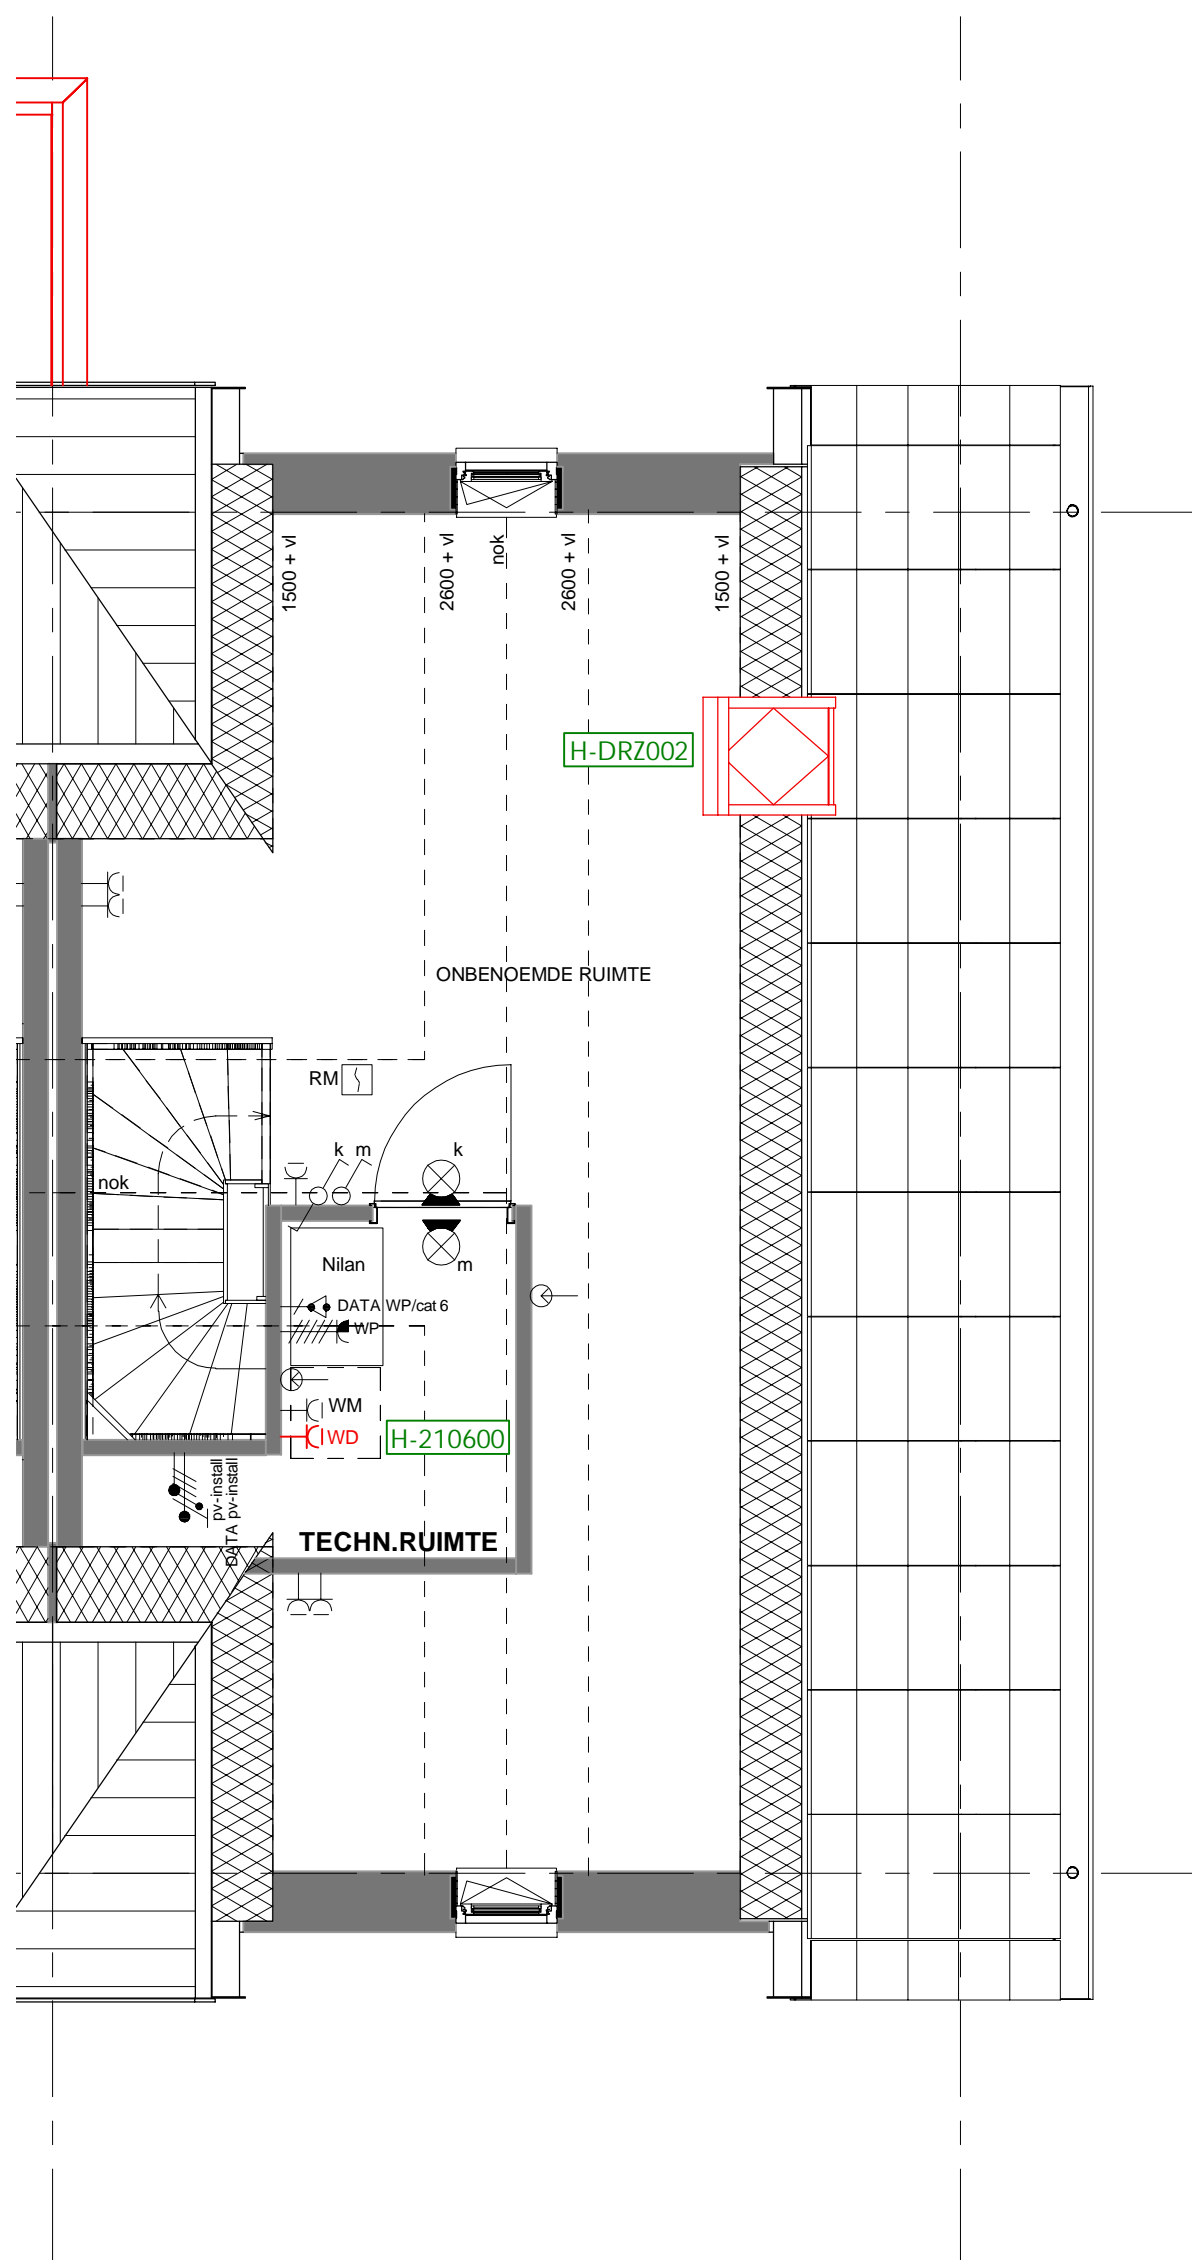 1500 + vl
2600 + vl
nok
2600 + vl
1500 + vl
H-DRZ002
ONBENOEMDE RUIMTE
RM
k m
k
nok
Nilan
m
DATA WP/cat 6
WP
WM
WD
H-210600
pv-install
DATA pv-install
TECHN.RUIMTE